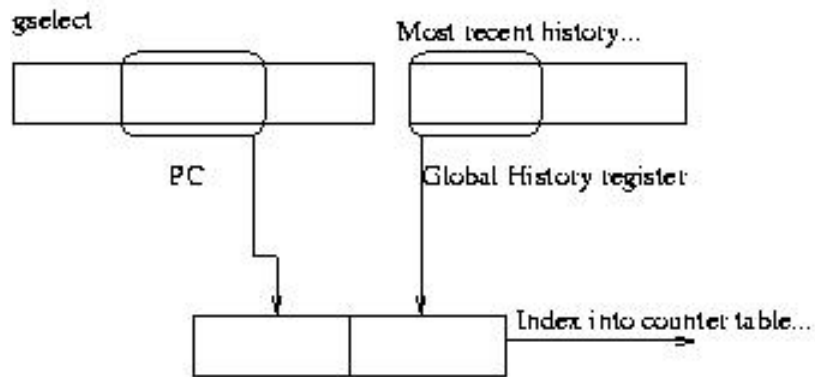 gselect
Most recent history...
PC
Global History register
Index into counter table...